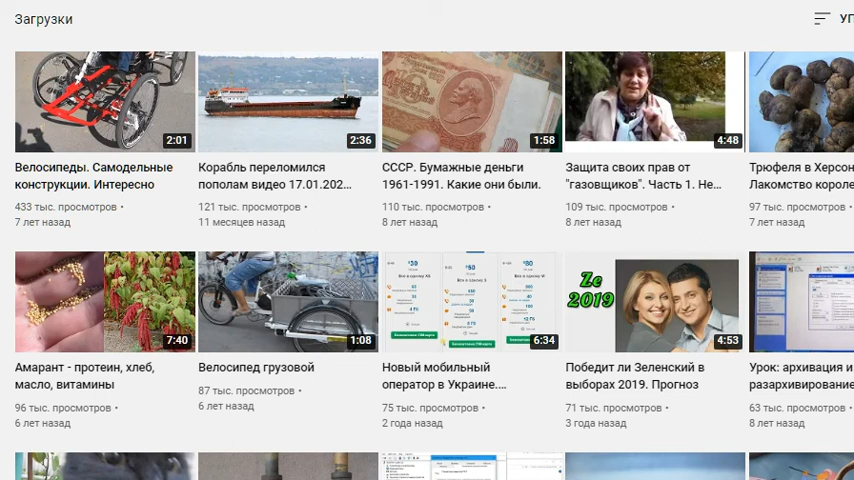 Загрузки
УП
2:01
2:36
10
1:58
4:48
Велосипеды. Самодельные
конструкции. Интересно
433 тыс. просмотров •
7 лет назад
Корабль переломился
пополам видео 17.01.202...
121 тыс. просмотров •
11 месяцев назад
СССР. Бумажные деньги
1961-1991. Какие они были.
110 тыс. просмотров •
8 лет назад
Защита своих прав от
"газовщиков". Часть 1. Не...
109 тыс. просмотров •
8 лет назад
Трюфеля в Херсон
Лакомство короле
97 тыс. просмотров
7 лет назад
7:40
1:08
6:34
Ze
2019
4:53
Амарант - протеин, хлеб,
масло, витамины
96 тыс. просмотров •
6 лет назад
Велосипед грузовой
87 тыс. просмотров •
6 лет назад
Новый мобильный
оператор в Украине....
75 тыс. просмотров •
2 года назад
Победит ли Зеленский в
выборах 2019. Прогноз
71 тыс. просмотров •
3 года назад
Урок: архивация и
разархивирование
63 тыс. просмотров
8 лет назад